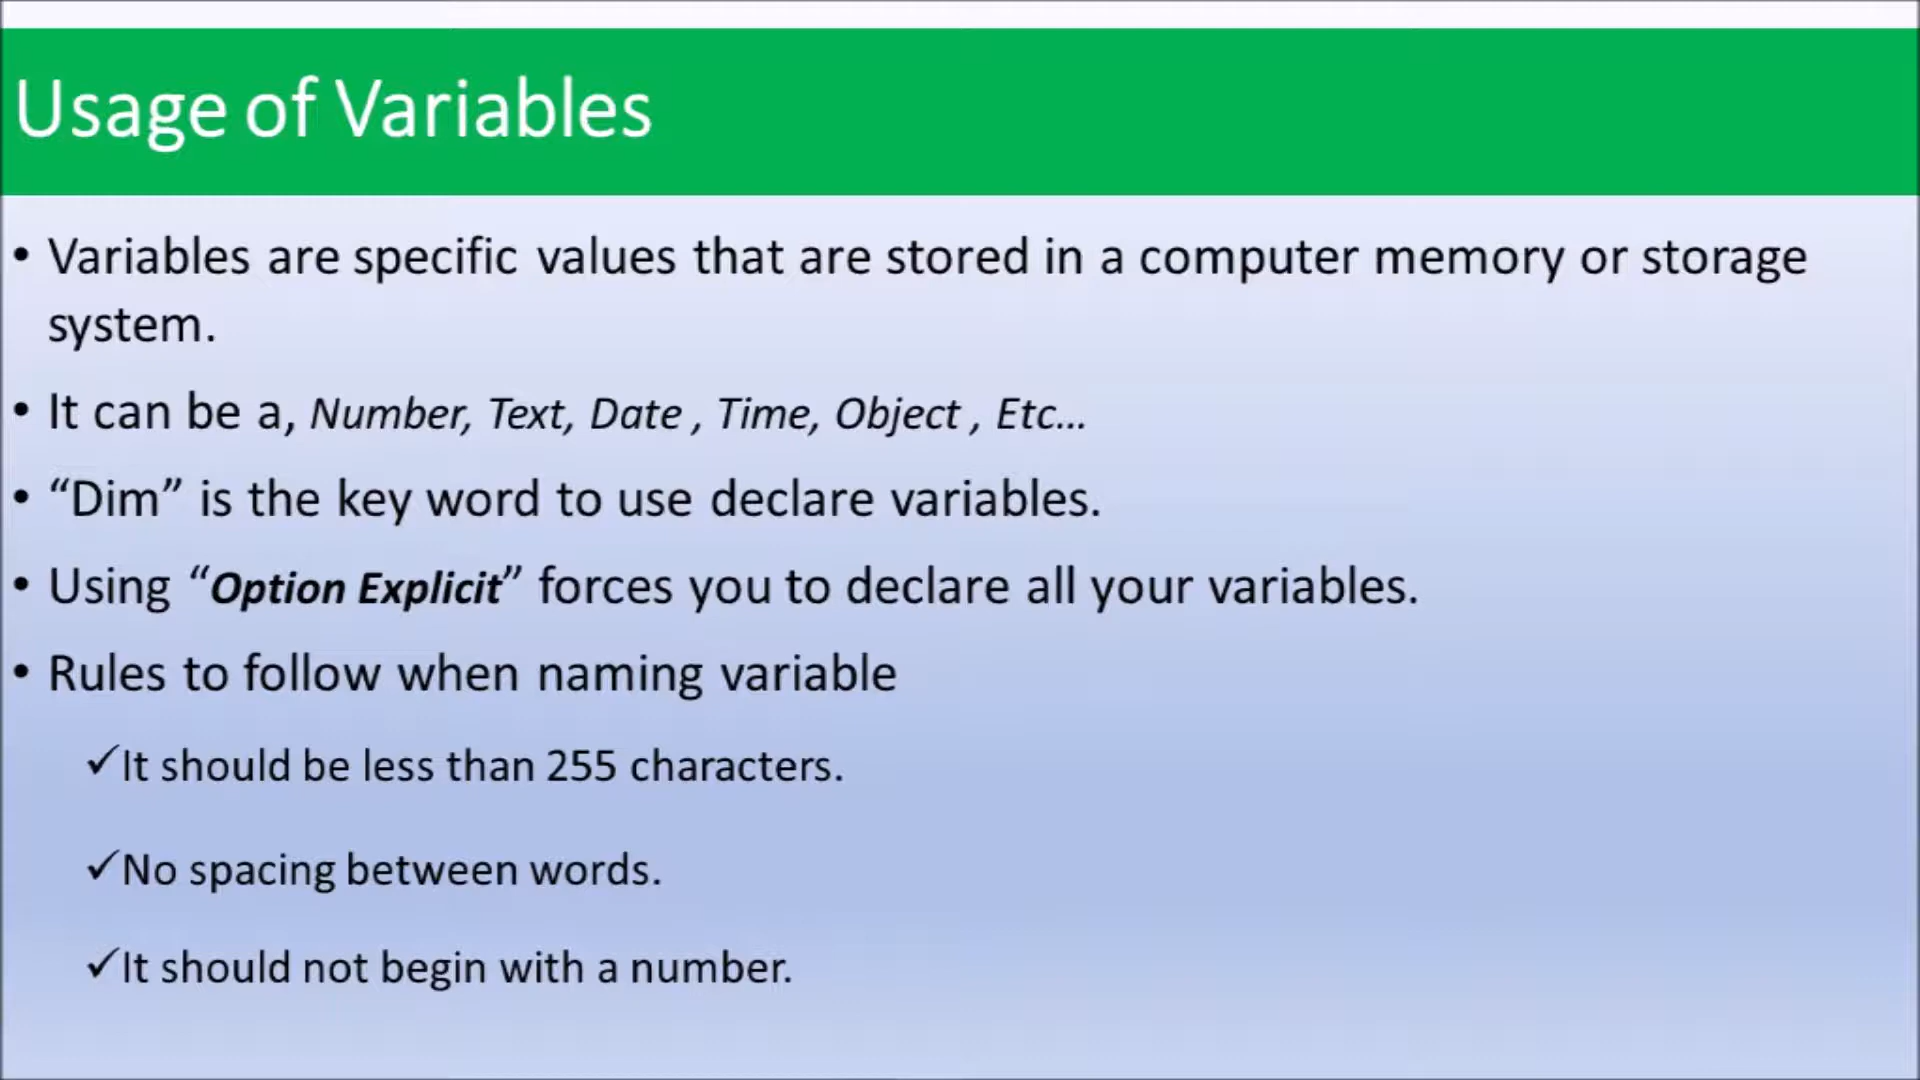 Usage of Variables
• Variables are specific values that are stored in a computer memory or storage
system.
• It can be a, Number, Text, Date , Time, Object , Etc...
• “Dim” is the key word to use declare variables.
• Using “Option Explicit” forces you to declare all your variables.
• Rules to follow when naming variable
✓It should be less than 255 characters.
✓No spacing between words.
✓It should not begin with a number.